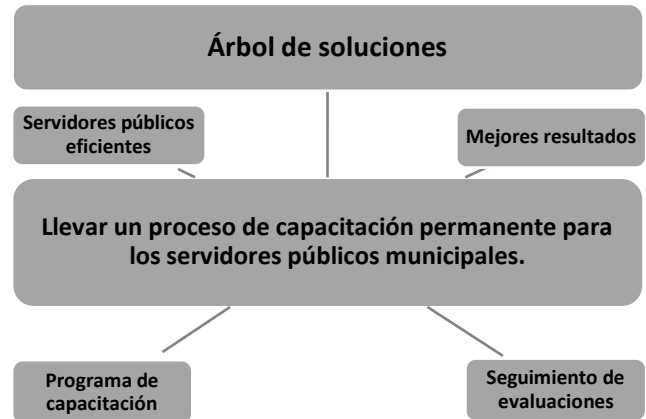 Árbol de soluciones
Servidores públicos
eficientes
Mejores resultados
Llevar un proceso de capacitación permanente para
los servidores públicos municipales.
Programa de
capacitación
Seguimiento de
evaluaciones